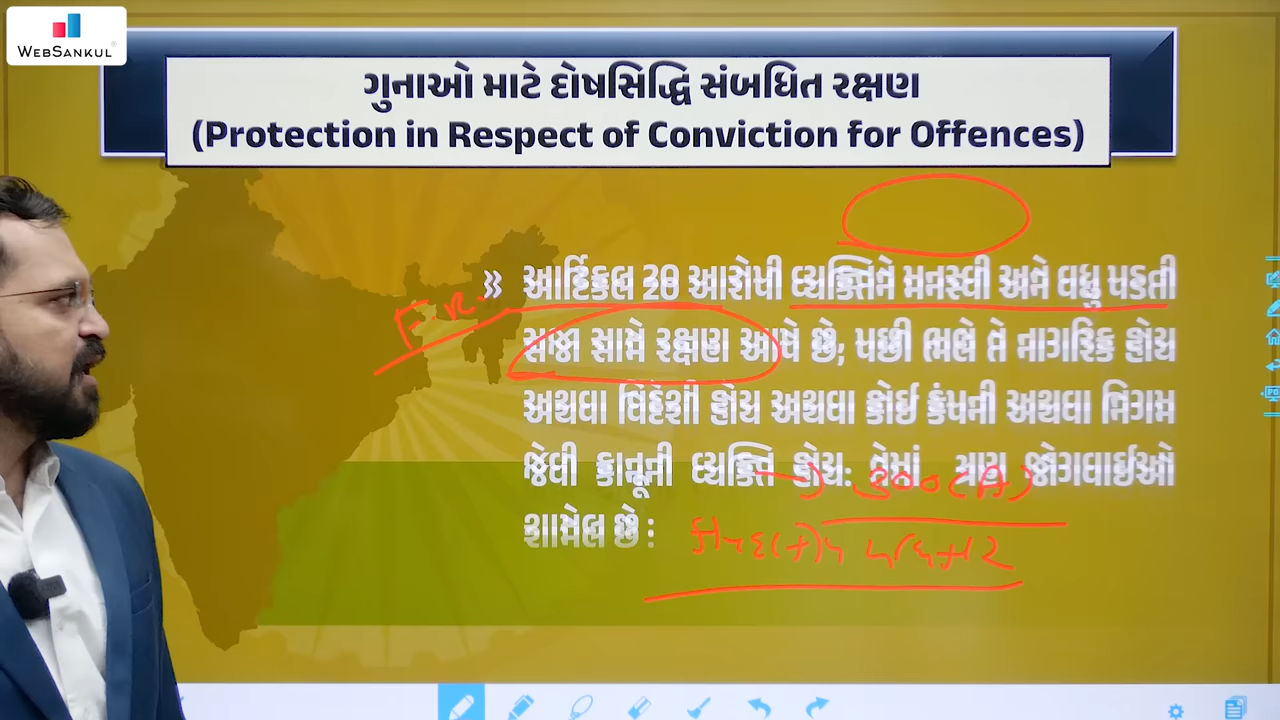 WEBSANKUL
ગુનાઓ માટે દોષસિદ્ધિ સંબધિત રક્ષણ
(Protection in Respect of Conviction for Offences)
આર્ટિકલ 20 આરોપી વ્યક્તિને મનસ્વી અને વધુ પડતી
F.R.
સજા સામે રક્ષણ આપે છે, પછી ભલે તે નાગરિક હોય
અથવા વિદેશી હોય અથવા કોઈ કંપની અથવા નિગમ
જેવી કાનૂની વ્યક્તિ હોય; તેમાં ત્રણ જોગવાઈઓ
300(A)
શામેલ છે :